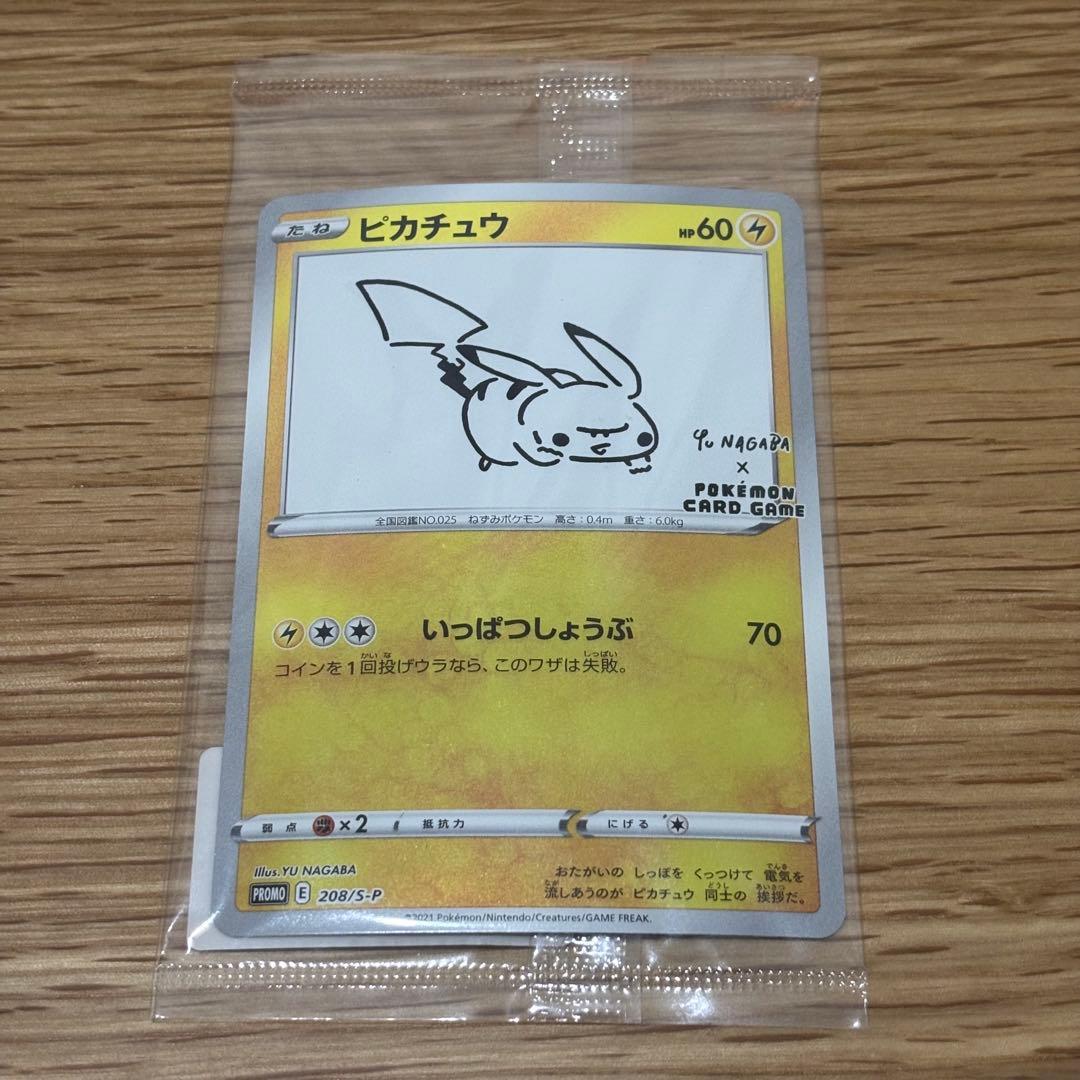 たね ピカチュウ HP60
YU NAGABA
×
POKÉMON
CARD GAME
全国図鑑NO.025 ねずみポケモン 高さ:0.4m 重さ:6.0kg
いっぱつしょうぶ 70
コインを1回投げウラなら、このワザは失敗。
弱点 ×2 抵抗力 にげる
Illus. YU NAGABA
PROMO E 208/S-P
おたがいの しっぽを くっつけて 電気を
流しあうのが ピカチュウ 同士の 挨拶だ。
©2021 Pokémon/Nintendo/Creatures/GAME FREAK.